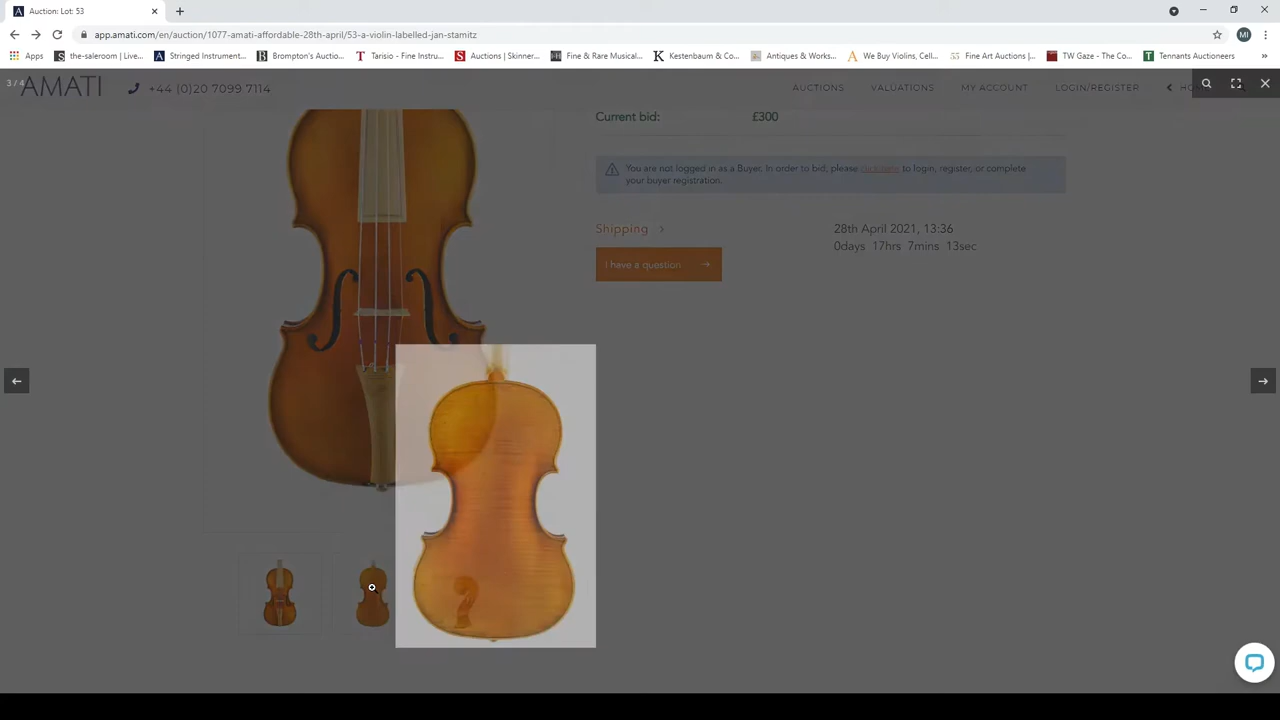 Auction: Lot: 53
app.amati.com/en/auction/1077-amati-affordable-28th-april/53-a-violin-labelled-jan-stamitz
MI
Apps
the-saleroom | Live...
Stringed Instrument...
Brompton's Auctio...
Tarisio - Fine Instru...
Auctions | Skinner...
Fine & Rare Musical...
Kestenbaum & Co...
Antiques & Works...
We Buy Violins, Cell...
Fine Art Auctions |...
TW Gaze - The Co...
Tennants Auctioneers
3 / 4
AMATI
+44 (0)20 7099 7114
AUCTIONS
VALUATIONS
MY ACCOUNT
LOGIN/REGISTER
Current bid: £300
You are not logged in as a Buyer. In order to bid, please click here to login, register, or complete
your buyer registration.
Shipping
28th April 2021, 13:36
0days 17hrs 7mins 13sec
I have a question